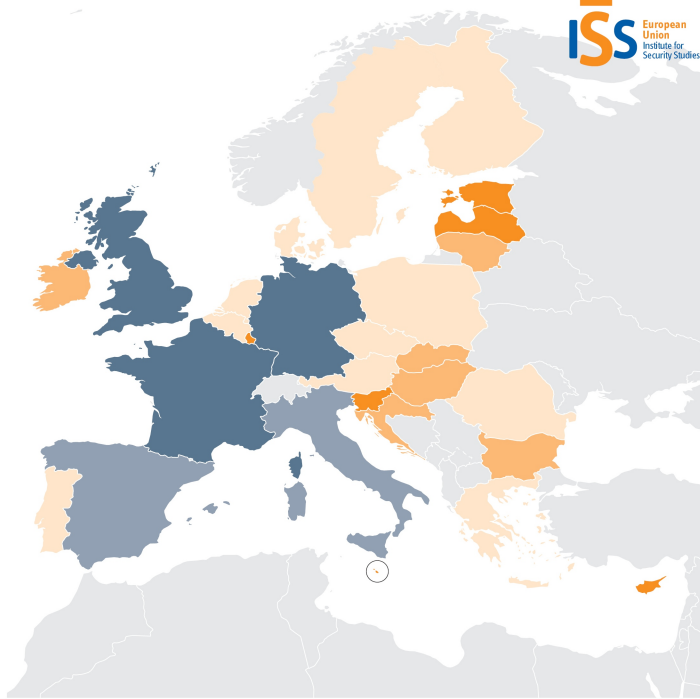 ISS
European
Union
Institute for
Security Studies